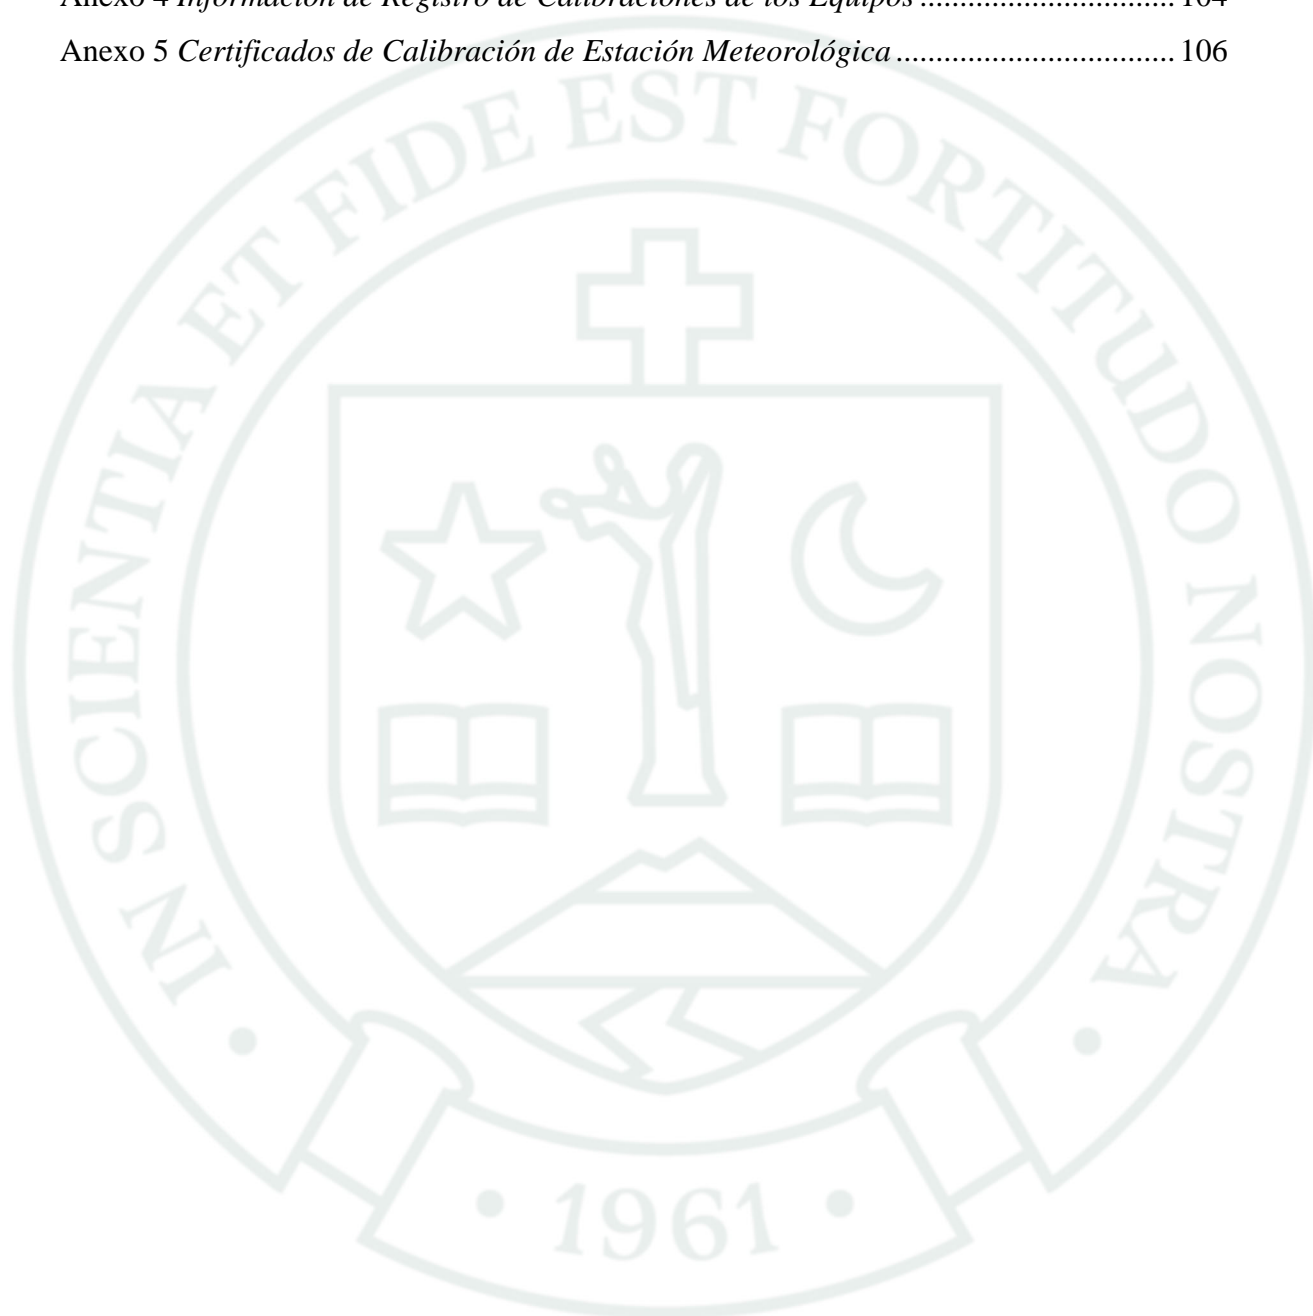 Anexo 4 Información de Registro de Calibraciones de los Equipos ................................ 104
Anexo 5 Certificados de Calibración de Estación Meteorológica ................................... 106
IN SCIENTIA ET FIDE EST FORTITUDO NOSTRA
• 1961 •